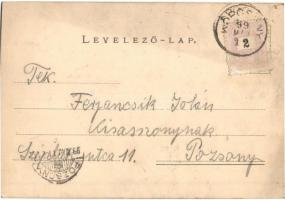 LEVELEZŐ-LAP.
Tek.
Ferjancsik Jolán
kisasszonynak
utca 11.
Pozsony